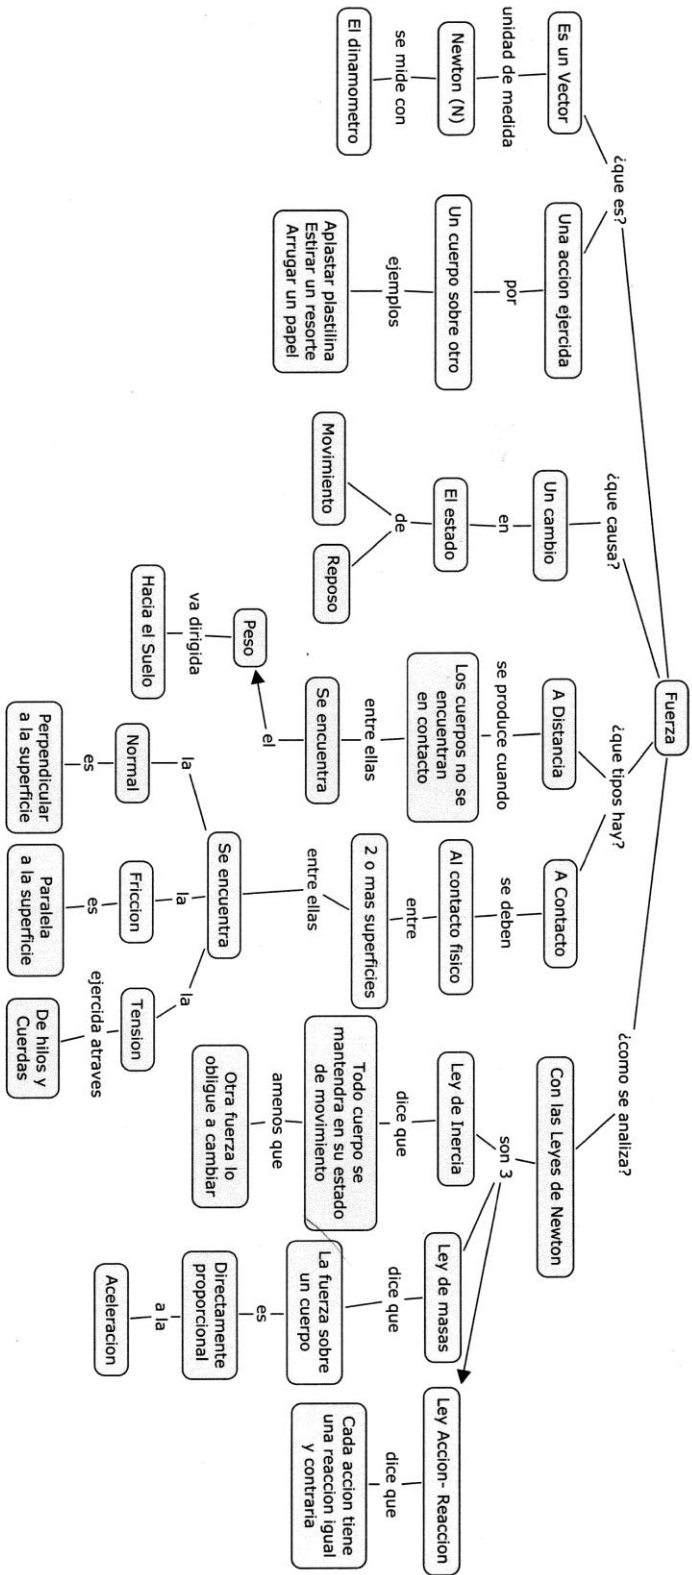 Fuerza
¿que es?
¿que causa?
¿que tipos hay?
¿como se analiza?
Es un Vector
unidad de medida
Newton (N)
se mide con
El dinamometro
Una accion ejercida
por
Un cuerpo sobre otro
ejemplos
Aplastar plastilina
Estirar un resorte
Arrugar un papel
Un cambio
en
El estado
de
Movimiento
Reposo
A Distancia
se produce cuando
Los cuerpos no se
encuentran
en contacto
entre ellas
Se encuentra
el
Peso
va dirigida
Hacia el Suelo
A Contacto
se deben
Al contacto fisico
entre
2 o mas superficies
entre ellas
Se encuentra
la
Normal
es
Perpendicular
a la superficie
la
Friccion
es
Paralela
a la superficie
la
Tension
ejercida atraves
De hilos y
Cuerdas
Con las Leyes de Newton
son 3
Ley de Inercia
dice que
Todo cuerpo se
mantendra en su estado
de movimiento
amenos que
Otra fuerza lo
obligue a cambiar
Ley de masas
dice que
La fuerza sobre
un cuerpo
es
Directamente
proporcional
a la
Aceleracion
Ley Accion- Reaccion
dice que
Cada accion tiene
una reaccion igual
y contraria